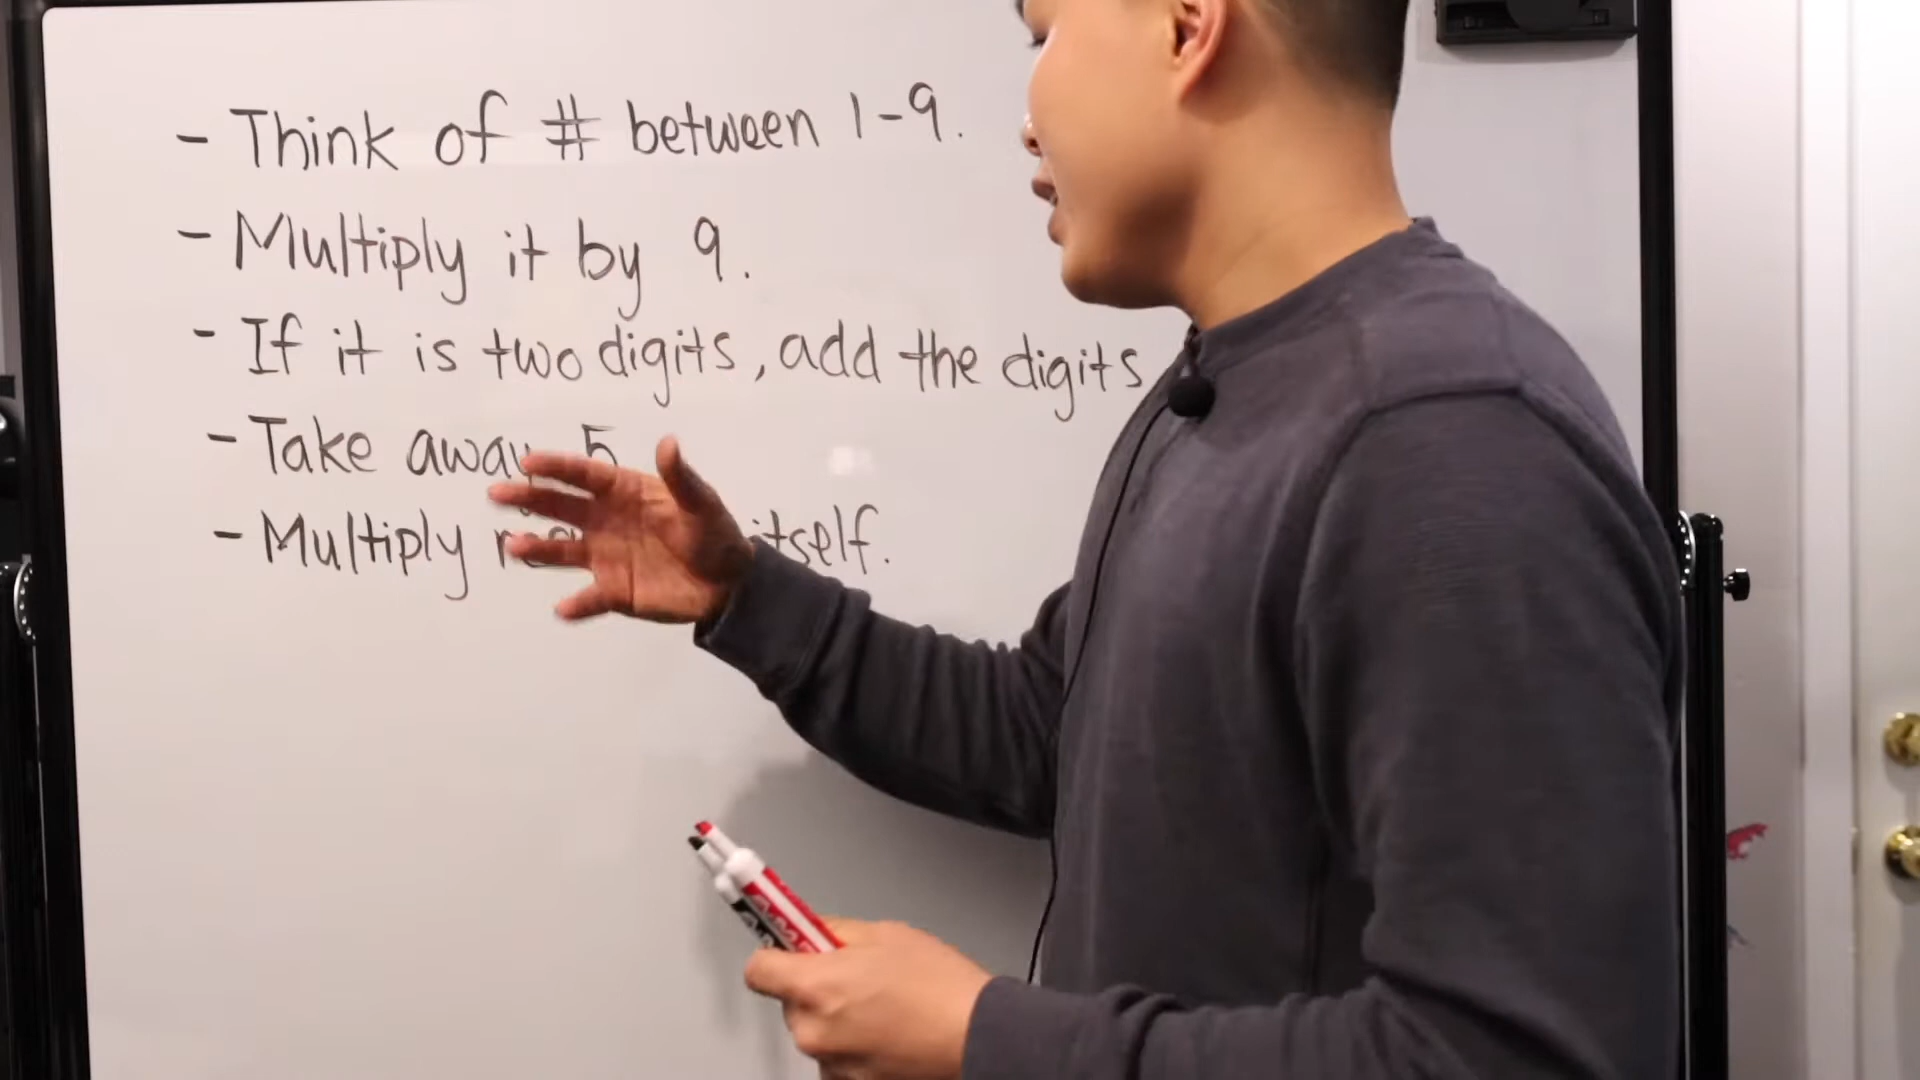 - Think of # between 1-9.
- Multiply it by 9.
- If it is two digits, add the digits
- Take away 5
- Multiply itself.